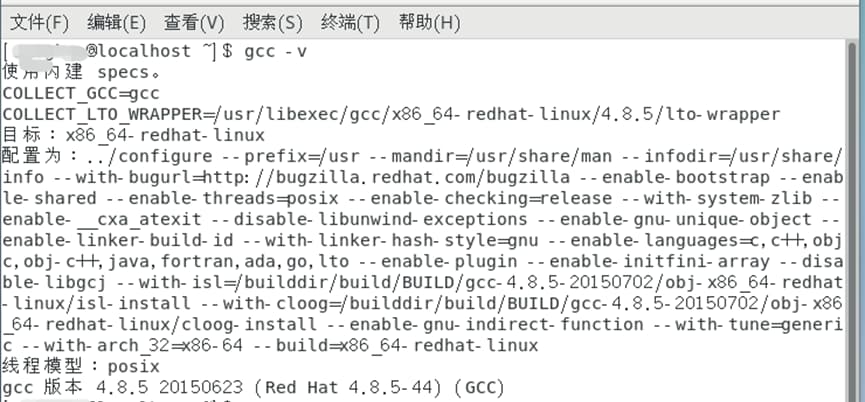 文件(F) 编辑(E) 查看(V) 搜索(S) 终端(T) 帮助(H)
[ @localhost ~]$ gcc -v
使用内建 specs。
COLLECT_GCC=gcc
COLLECT_LTO_WRAPPER=/usr/libexec/gcc/x86_64-redhat-linux/4.8.5/lto-wrapper
目标：x86_64-redhat-linux
配置为：../configure --prefix=/usr --mandir=/usr/share/man --infodir=/usr/share/
info --with-bugurl=http://bugzilla.redhat.com/bugzilla --enable-bootstrap --enab
le-shared --enable-threads=posix --enable-checking=release --with-system-zlib --
enable-__cxa_atexit --disable-libunwind-exceptions --enable-gnu-unique-object --
enable-linker-build-id --with-linker-hash-style=gnu --enable-languages=c,c++,obj
c,obj-c++,java,fortran,ada,go,lto --enable-plugin --enable-initfini-array --disa
ble-libgcj --with-isl=/builddir/build/BUILD/gcc-4.8.5-20150702/obj-x86_64-redhat
-linux/isl-install --with-cloog=/builddir/build/BUILD/gcc-4.8.5-20150702/obj-x86
_64-redhat-linux/cloog-install --enable-gnu-indirect-function --with-tune=generi
c --with-arch_32=x86-64 --build=x86_64-redhat-linux
线程模型：posix
gcc 版本 4.8.5 20150623 (Red Hat 4.8.5-44) (GCC)